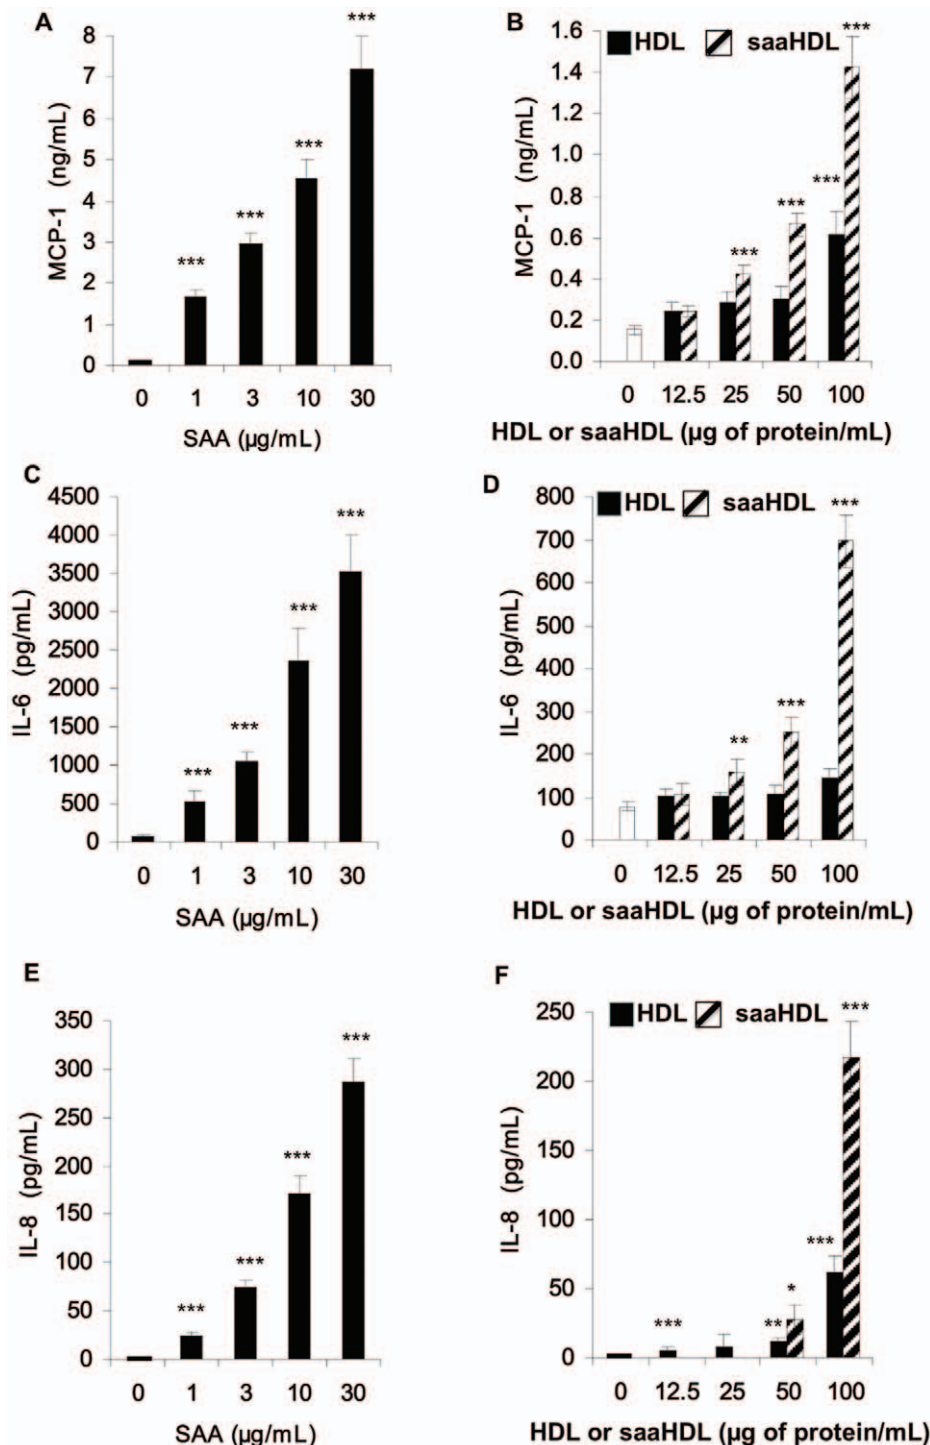 A
MCP-1 (ng/mL)
8
7
6
5
4
3
2
1
0
***
***
***
***
0 1 3 10 30
SAA (µg/mL)
B
HDL saaHDL
MCP-1 (ng/mL)
1.6
1.4
1.2
1.0
0.8
0.6
0.4
0.2
0.0
***
***
***
***
0 12.5 25 50 100
HDL or saaHDL (µg of protein/mL)
C
IL-6 (pg/mL)
4500
4000
3500
3000
2500
2000
1500
1000
500
0
***
***
***
***
0 1 3 10 30
SAA (µg/mL)
D
HDL saaHDL
IL-6 (pg/mL)
800
700
600
500
400
300
200
100
0
**
***
***
0 12.5 25 50 100
HDL or saaHDL (µg of protein/mL)
E
IL-8 (pg/mL)
350
300
250
200
150
100
50
0
***
***
***
***
0 1 3 10 30
SAA (µg/mL)
F
HDL saaHDL
IL-8 (pg/mL)
250
200
150
100
50
0
***
**
*
***
***
0 12.5 25 50 100
HDL or saaHDL (µg of protein/mL)